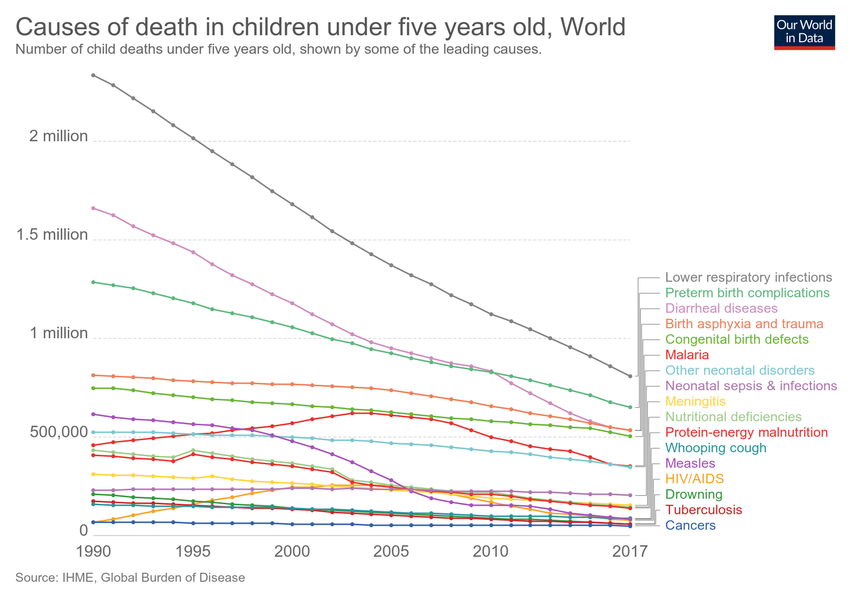 Causes of death in children under five years old, World
Number of child deaths under five years old, shown by some of the leading causes.
Our World
in Data
2 million
1.5 million
1 million
500,000
0
1990
1995
2000
2005
2010
2017
Lower respiratory infections
Preterm birth complications
Diarrheal diseases
Birth asphyxia and trauma
Congenital birth defects
Malaria
Other neonatal disorders
Neonatal sepsis & infections
Meningitis
Nutritional deficiencies
Protein-energy malnutrition
Whooping cough
Measles
HIV/AIDS
Drowning
Tuberculosis
Cancers
Source: IHME, Global Burden of Disease